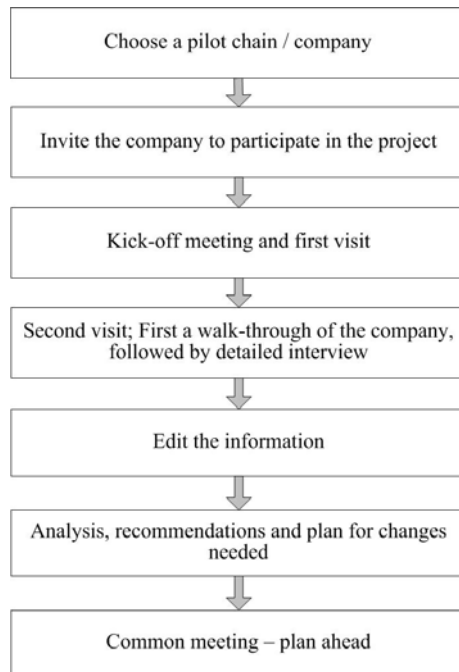 Choose a pilot chain / company
Invite the company to participate in the project
Kick-off meeting and first visit
Second visit; First a walk-through of the company,
followed by detailed interview
Edit the information
Analysis, recommendations and plan for changes
needed
Common meeting – plan ahead